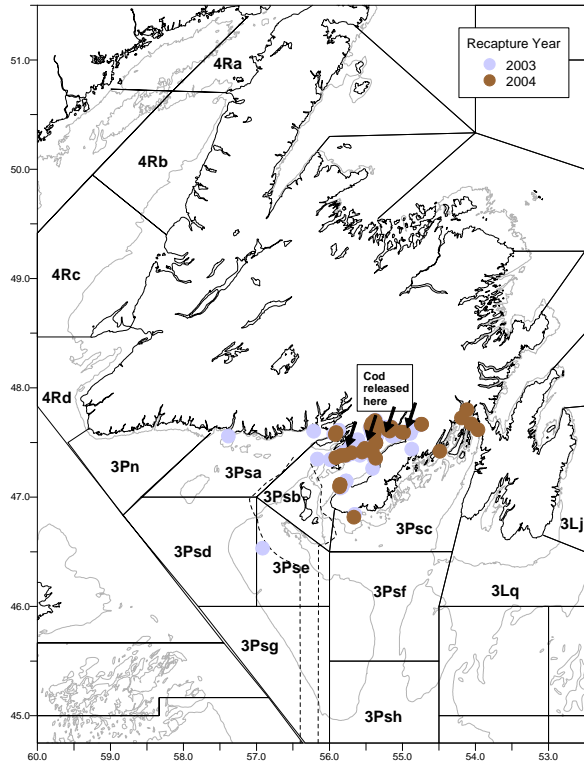 Recapture Year
2003
2004
51.0
50.0
49.0
48.0
47.0
46.0
45.0
4Ra
4Rb
4Rc
4Rd
Cod
released
here
3Pn
3Psa
3Psb
3Psc
3Lj
3Psd
3Pse
3Psf
3Lq
3Psg
3Psh
60.0
59.0
58.0
57.0
56.0
55.0
54.0
53.0